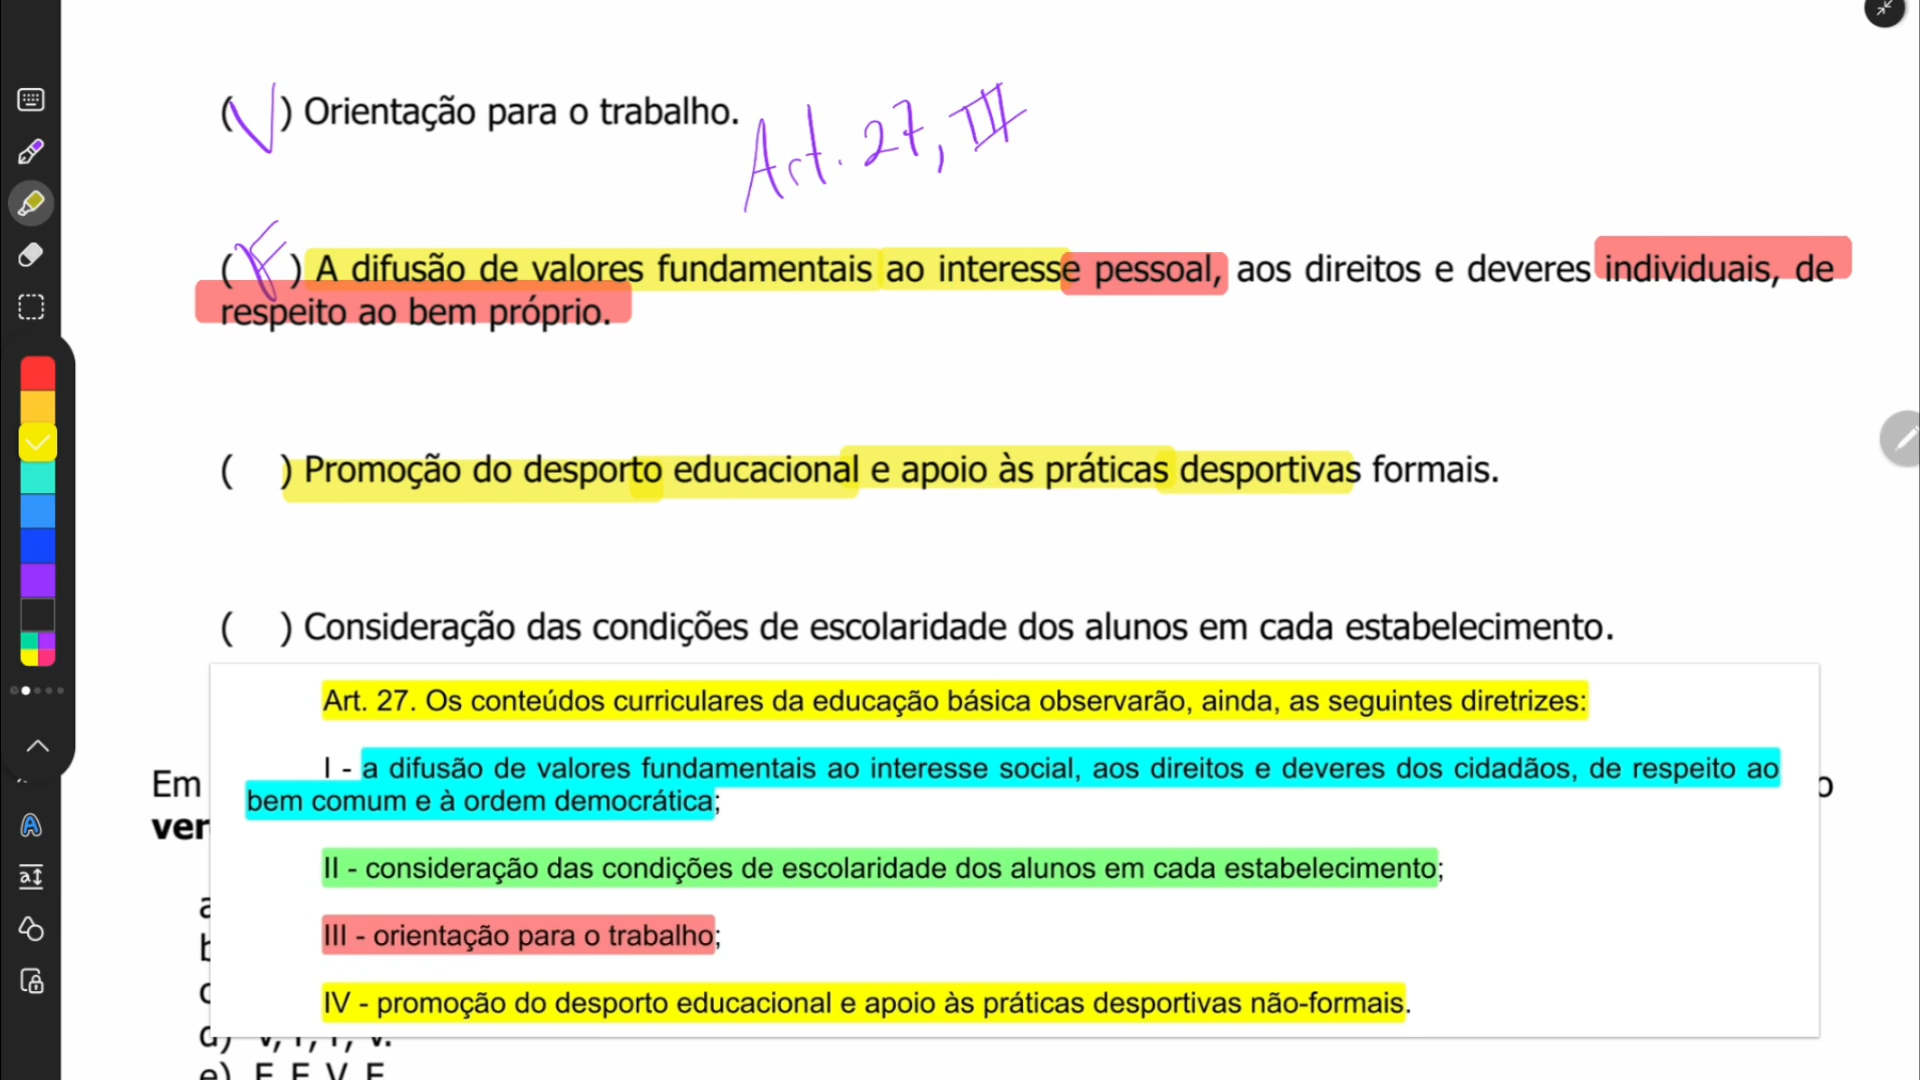 (V) Orientação para o trabalho.
Art. 27, III
(F) A difusão de valores fundamentais ao interesse pessoal, aos direitos e deveres individuais, de
respeito ao bem próprio.
( ) Promoção do desporto educacional e apoio às práticas desportivas formais.
( ) Consideração das condições de escolaridade dos alunos em cada estabelecimento.
Art. 27. Os conteúdos curriculares da educação básica observarão, ainda, as seguintes diretrizes:
I - a difusão de valores fundamentais ao interesse social, aos direitos e deveres dos cidadãos, de respeito ao
bem comum e à ordem democrática;
Em
ver
II - consideração das condições de escolaridade dos alunos em cada estabelecimento;
III - orientação para o trabalho;
IV - promoção do desporto educacional e apoio às práticas desportivas não-formais.
d) V, F, F, V.
e) F, F, V, F